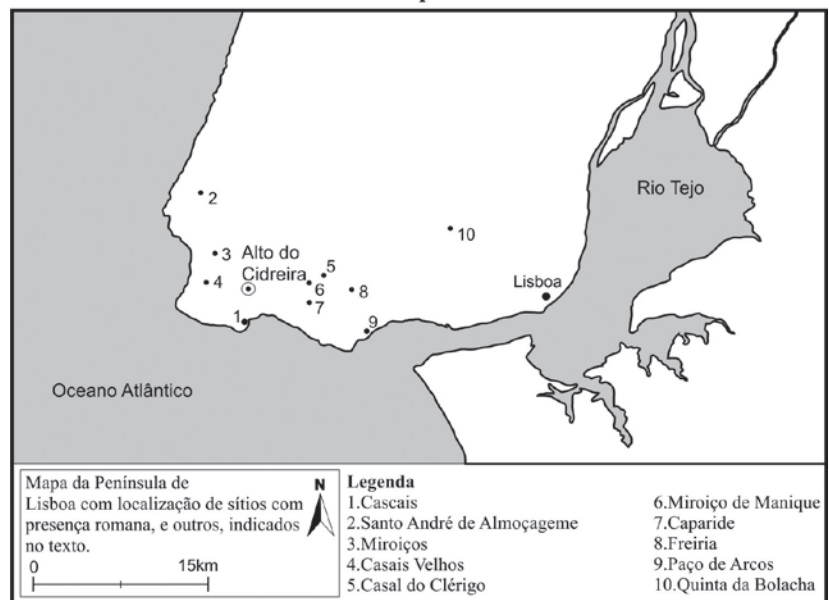 2
Rio Tejo
10
3
Alto do
Cidreira
5
4
6
8
Lisboa
7
1
9
Oceano Atlântico
Mapa da Península de
Lisboa com localização de sítios com
presença romana, e outros, indicados
no texto.
N
0 15km
Legenda
1.Cascais
2.Santo André de Almoçageme
3.Miroiços
4.Casais Velhos
5.Casal do Clérigo
6.Miroiço de Manique
7.Caparide
8.Freiria
9.Paço de Arcos
10.Quinta da Bolacha